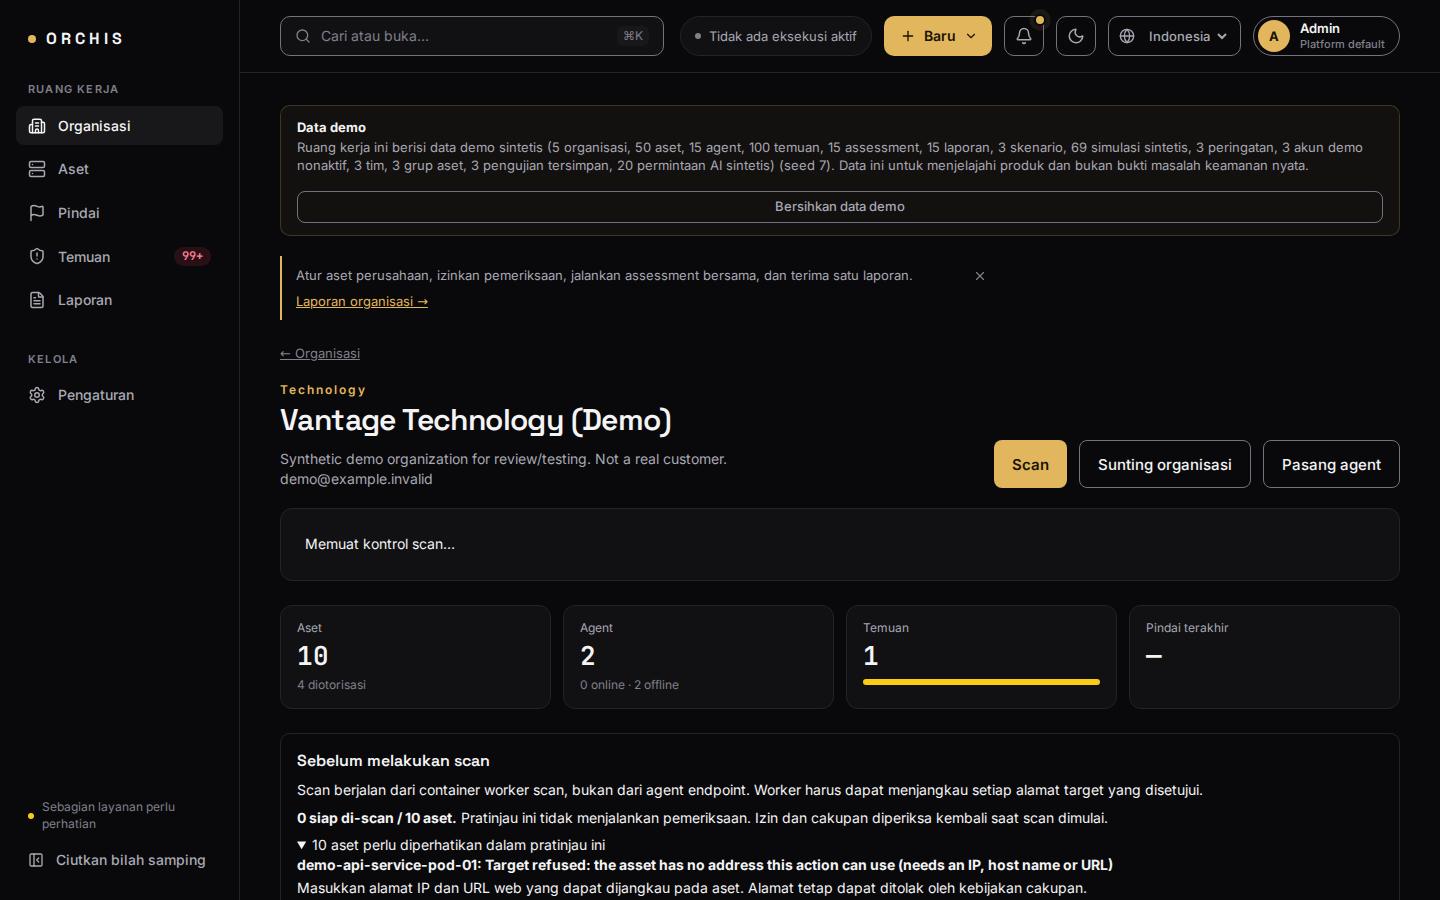 ORCHIS
RUANG KERJA
Organisasi
Aset
Pindai
Temuan 99+
Laporan
KELOLA
Pengaturan
Sebagian layanan perlu perhatian
Ciutkan bilah samping
Cari atau buka... ⌘K
Tidak ada eksekusi aktif
+ Baru
Indonesia
A
Admin
Platform default
Data demo
Ruang kerja ini berisi data demo sintetis (5 organisasi, 50 aset, 15 agent, 100 temuan, 15 assessment, 15 laporan, 3 skenario, 69 simulasi sintetis, 3 peringatan, 3 akun demo
nonaktif, 3 tim, 3 grup aset, 3 pengujian tersimpan, 20 permintaan AI sintetis) (seed 7). Data ini untuk menjelajahi produk dan bukan bukti masalah keamanan nyata.
Bersihkan data demo
Atur aset perusahaan, izinkan pemeriksaan, jalankan assessment bersama, dan terima satu laporan.
Laporan organisasi →
← Organisasi
Technology
Vantage Technology (Demo)
Synthetic demo organization for review/testing. Not a real customer.
demo@example.invalid
Scan
Sunting organisasi
Pasang agent
Memuat kontrol scan...
Aset
10
4 diotorisasi
Agent
2
0 online · 2 offline
Temuan
1
Pindai terakhir
—
Sebelum melakukan scan
Scan berjalan dari container worker scan, bukan dari agent endpoint. Worker harus dapat menjangkau setiap alamat target yang disetujui.
0 siap di-scan / 10 aset. Pratinjau ini tidak menjalankan pemeriksaan. Izin dan cakupan diperiksa kembali saat scan dimulai.
▼ 10 aset perlu diperhatikan dalam pratinjau ini
demo-api-service-pod-01: Target refused: the asset has no address this action can use (needs an IP, host name or URL)
Masukkan alamat IP dan URL web yang dapat dijangkau pada aset. Alamat tetap dapat ditolak oleh kebijakan cakupan.